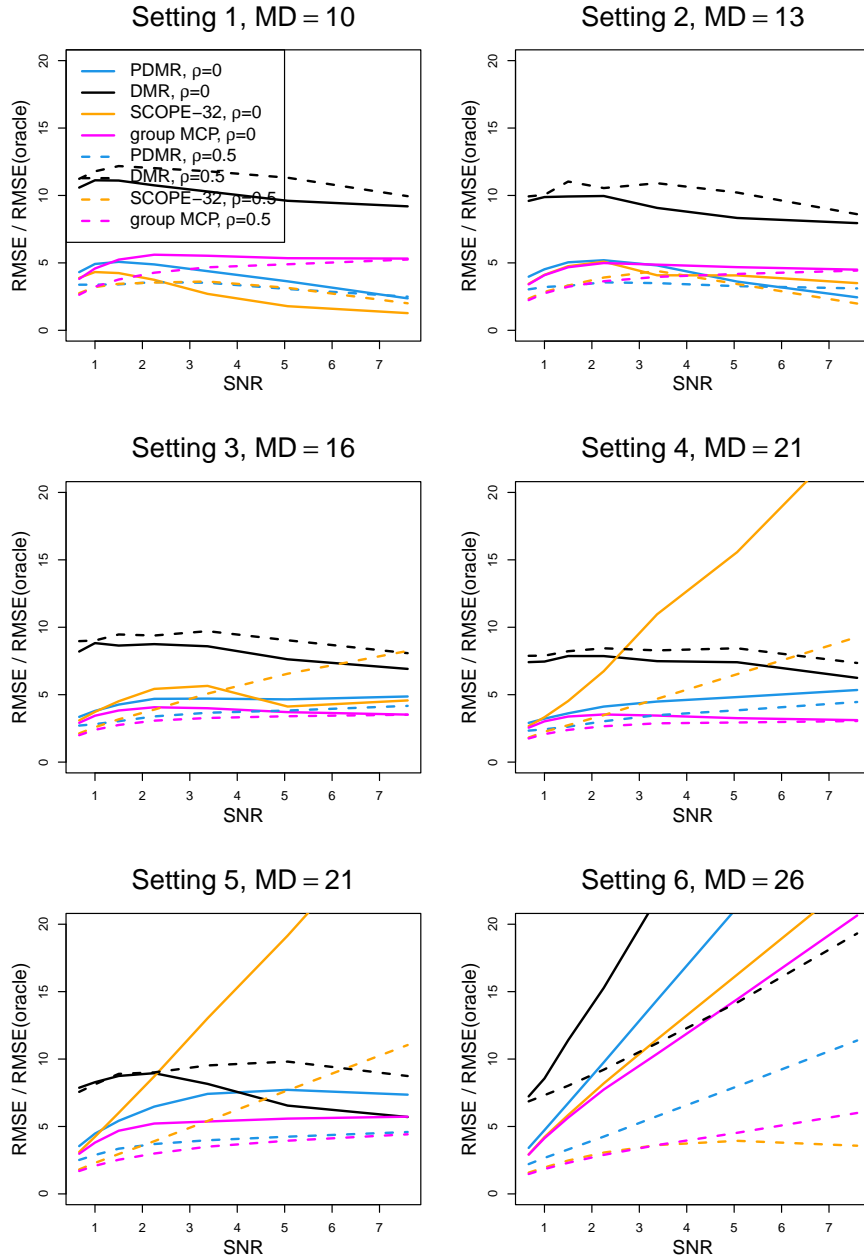 Setting 1, MD = 10
Setting 2, MD = 13
RMSE / RMSE(oracle)
0 5 10 15 20
PDMR, ρ=0
DMR, ρ=0
SCOPE−32, ρ=0
group MCP, ρ=0
PDMR, ρ=0.5
DMR, ρ=0.5
SCOPE−32, ρ=0.5
group MCP, ρ=0.5
1 2 3 4 5 6 7
SNR
RMSE / RMSE(oracle)
0 5 10 15 20
1 2 3 4 5 6 7
SNR
Setting 3, MD = 16
Setting 4, MD = 21
RMSE / RMSE(oracle)
0 5 10 15 20
1 2 3 4 5 6 7
SNR
RMSE / RMSE(oracle)
0 5 10 15 20
1 2 3 4 5 6 7
SNR
Setting 5, MD = 21
Setting 6, MD = 26
RMSE / RMSE(oracle)
0 5 10 15 20
1 2 3 4 5 6 7
SNR
RMSE / RMSE(oracle)
0 5 10 15 20
1 2 3 4 5 6 7
SNR